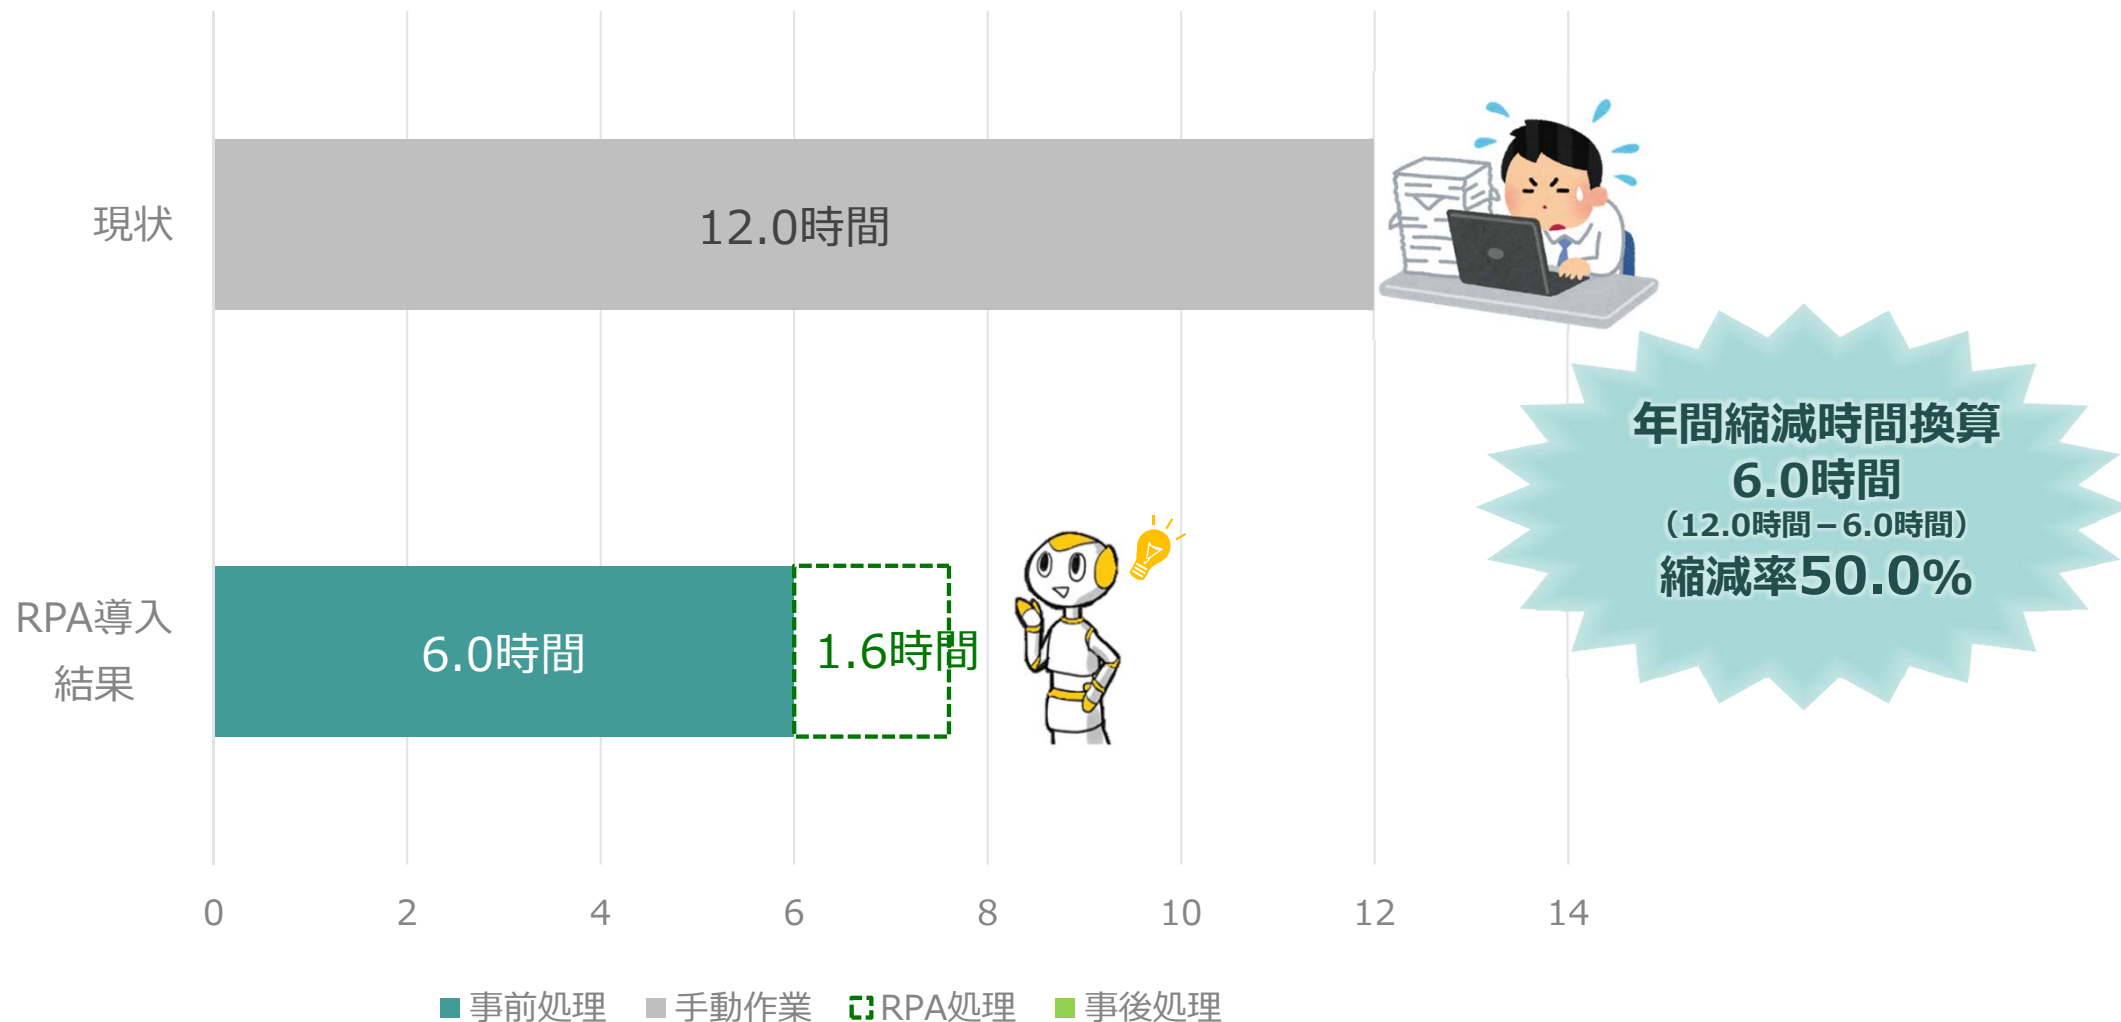 現状
12.0時間
年間縮減時間換算
6.0時間
（12.0時間－6.0時間）
縮減率50.0%
RPA導入
結果
6.0時間
1.6時間
0 2 4 6 8 10 12 14
事前処理 手動作業 RPA処理 事後処理